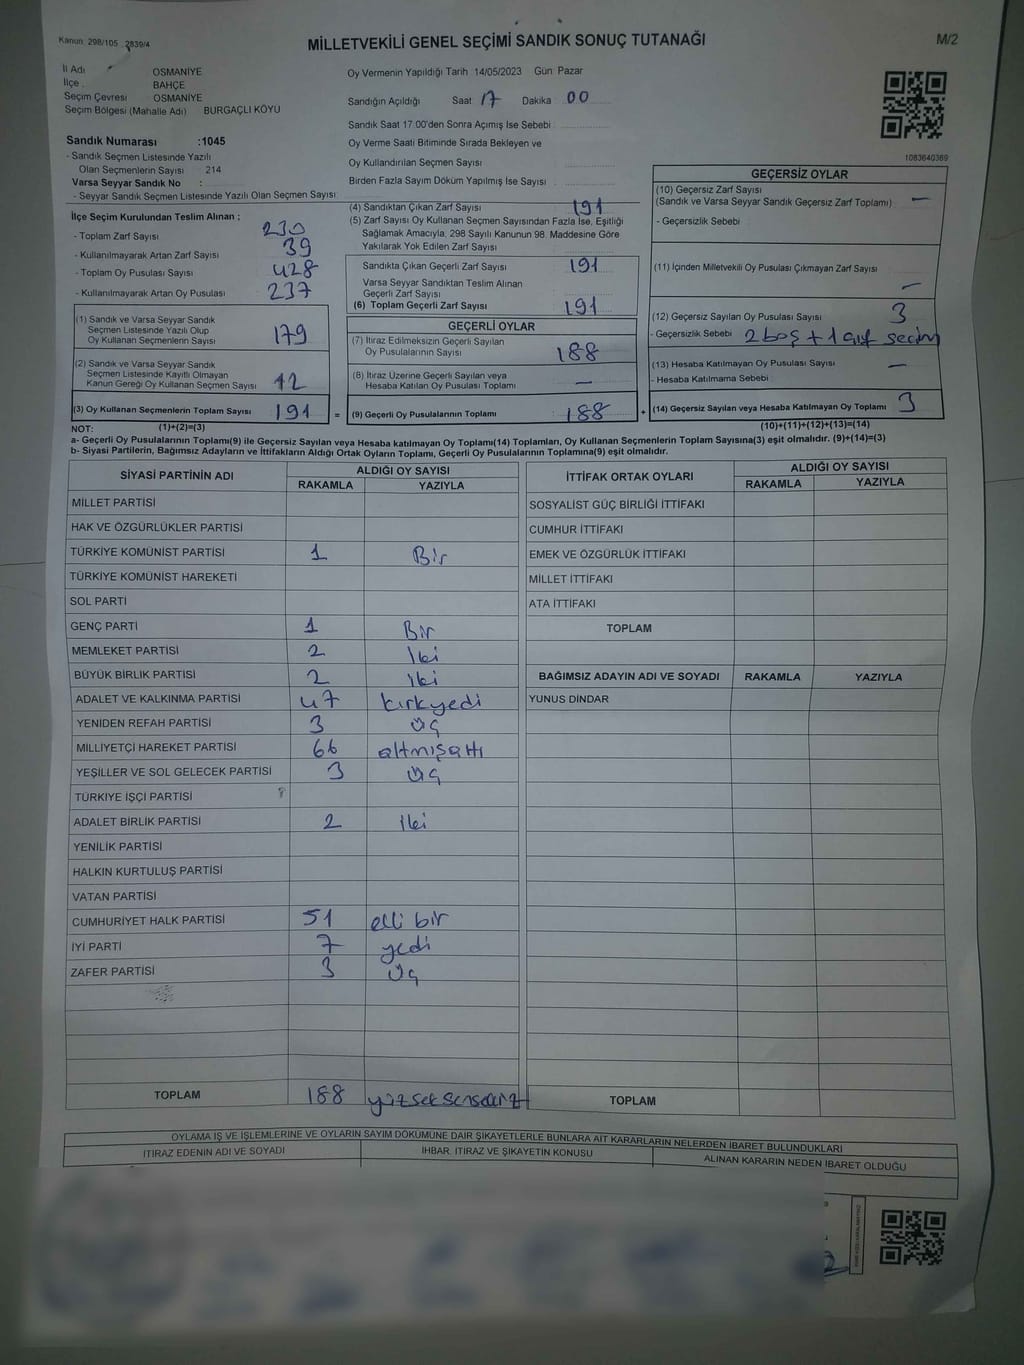 Kanun 298/105 2839/4
MİLLETVEKİLİ GENEL SEÇİMİ SANDIK SONUÇ TUTANAĞI
M/2
İl Adı OSMANİYE
İlçe BAHÇE
Seçim Çevresi OSMANİYE
Seçim Bölgesi (Mahalle Adı) BURGAÇLI KÖYÜ
Sandık Numarası :1045
- Sandık Seçmen Listesinde Yazılı
Olan Seçmenlerin Sayısı : 214
Varsa Seyyar Sandık No :
- Seyyar Sandık Seçmen Listesinde Yazılı Olan Seçmen Sayısı:
Oy Vermenin Yapıldığı Tarih 14/05/2023 Gün Pazar
Sandığın Açıldığı Saat 17 Dakika 00
Sandık Saat 17:00'den Sonra Açımış İse Sebebi :
Oy Verme Saati Bitiminde Sırada Bekleyen ve
Oy Kullandırılan Seçmen Sayısı
Birden Fazla Sayım Döküm Yapılmış İse Sayısı :
1083640369
İlçe Seçim Kurulundan Teslim Alınan ;
- Toplam Zarf Sayısı 230
- Kullanılmayarak Artan Zarf Sayısı 39
- Toplam Oy Pusulası Sayısı 428
- Kullanılmayarak Artan Oy Pusulası 237
(1) Sandık ve Varsa Seyyar Sandık
Seçmen Listesinde Yazılı Olup
Oy Kullanan Seçmenlerin Sayısı 179
(2) Sandık ve Varsa Seyyar Sandık
Seçmen Listesinde Kayıtlı Olmayan
Kanun Gereği Oy Kullanan Seçmen Sayısı 12
(3) Oy Kullanan Seçmenlerin Toplam Sayısı 191 =
(4) Sandıktan Çıkan Zarf Sayısı 191
(5) Zarf Sayısı Oy Kullanan Seçmen Sayısından Fazla İse, Eşitliği
Sağlamak Amacıyla, 298 Sayılı Kanunun 98. Maddesine Göre
Yakılarak Yok Edilen Zarf Sayısı
Sandıkta Çıkan Geçerli Zarf Sayısı 191
Varsa Seyyar Sandıktan Teslim Alınan
Geçerli Zarf Sayısı
(6) Toplam Geçerli Zarf Sayısı 191
GEÇERLİ OYLAR
(7) İtiraz Edilmeksizin Geçerli Sayılan
Oy Pusulalarının Sayısı 188
(8) İtiraz Üzerine Geçerli Sayılan veya
Hesaba Katılan Oy Pusulası Toplamı —
(9) Geçerli Oy Pusulalarının Toplamı 188 +
GEÇERSİZ OYLAR
(10) Geçersiz Zarf Sayısı
(Sandık ve Varsa Seyyar Sandık Geçersiz Zarf Toplamı) —
- Geçersizlik Sebebi
(11) İçinden Milletvekili Oy Pusulası Çıkmayan Zarf Sayısı —
(12) Geçersiz Sayılan Oy Pusulası Sayısı 3
- Geçersizlik Sebebi 2 boş + 1 çift seçim
(13) Hesaba Katılmayan Oy Pusulası Sayısı —
- Hesaba Katılmama Sebebi
(14) Geçersiz Sayılan veya Hesaba Katılmayan Oy Toplamı 3
NOT: (1)+(2)=(3) (10)+(11)+(12)+(13)=(14)
a- Geçerli Oy Pusulalarının Toplamı(9) ile Geçersiz Sayılan veya Hesaba katılmayan Oy Toplamı(14) Toplamları, Oy Kullanan Seçmenlerin Toplam Sayısına(3) eşit olmalıdır. (9)+(14)=(3)
b- Siyasi Partilerin, Bağımsız Adayların ve İttifakların Aldığı Ortak Oyların Toplamı, Geçerli Oy Pusulalarının Toplamına(9) eşit olmalıdır.
SİYASİ PARTİNİN ADI ALDIĞI OY SAYISI
RAKAMLA YAZIYLA
MİLLET PARTİSİ
HAK VE ÖZGÜRLÜKLER PARTİSİ
TÜRKİYE KOMÜNİST PARTİSİ 1 Bir
TÜRKİYE KOMÜNİST HAREKETİ
SOL PARTİ
GENÇ PARTİ 1 Bir
MEMLEKET PARTİSİ 2 iki
BÜYÜK BİRLİK PARTİSİ 2 iki
ADALET VE KALKINMA PARTİSİ 47 kırkyedi
YENİDEN REFAH PARTİSİ 3 üç
MİLLİYETÇİ HAREKET PARTİSİ 66 altmışaltı
YEŞİLLER VE SOL GELECEK PARTİSİ 3 üç
TÜRKİYE İŞÇİ PARTİSİ
ADALET BİRLİK PARTİSİ 2 iki
YENİLİK PARTİSİ
HALKIN KURTULUŞ PARTİSİ
VATAN PARTİSİ
CUMHURİYET HALK PARTİSİ 51 elli bir
İYİ PARTİ 7 yedi
ZAFER PARTİSİ 3 üç
TOPLAM 188 yüzseksensekiz
İTTİFAK ORTAK OYLARI ALDIĞI OY SAYISI
RAKAMLA YAZIYLA
SOSYALİST GÜÇ BİRLİĞİ İTTİFAKI
CUMHUR İTTİFAKI
EMEK VE ÖZGÜRLÜK İTTİFAKI
MİLLET İTTİFAKI
ATA İTTİFAKI
TOPLAM
BAĞIMSIZ ADAYIN ADI VE SOYADI RAKAMLA YAZIYLA
YUNUS DİNDAR
TOPLAM
OYLAMA İŞ VE İŞLEMLERİNE VE OYLARIN SAYIM DÖKÜMÜNE DAİR ŞİKAYETLERLE BUNLARA AİT KARARLARIN NELERDEN İBARET BULUNDUKLARI
İTİRAZ EDENİN ADI VE SOYADI İHBAR, İTİRAZ VE ŞİKAYETİN KONUSU ALINAN KARARIN NEDEN İBARET OLDUĞU